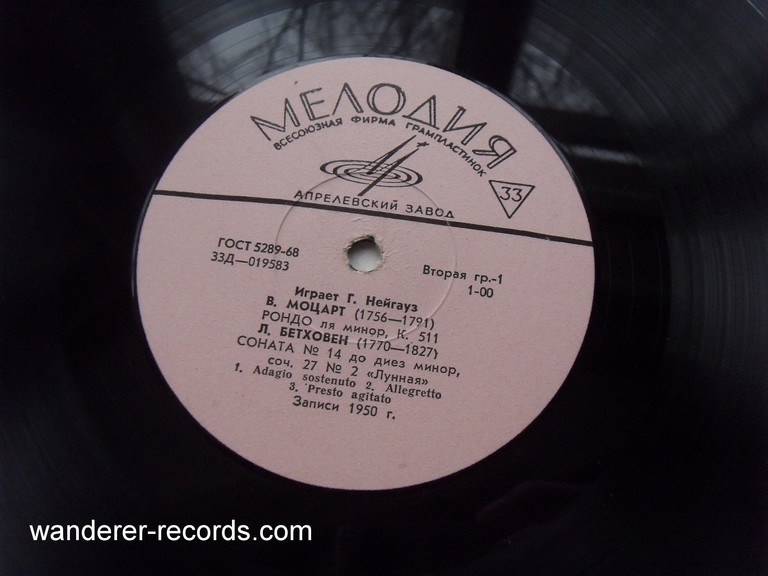 МЕЛОДИЯ
ВСЕСОЮЗНАЯ ФИРМА ГРАМПЛАСТИНОК
33
АПРЕЛЕВСКИЙ ЗАВОД
ГОСТ 5289-68
33Д—019583
Вторая гр.-1
1-00
Играет Г. Нейгауз
В. МОЦАРТ (1756—1791)
РОНДО ля минор, К. 511
Л. БЕТХОВЕН (1770—1827)
СОНАТА № 14 до диез минор,
соч. 27 № 2 «Лунная»
1. Adagio sostenuto 2. Allegretto
3. Presto agitato
Записи 1950 г.
wanderer-records.com